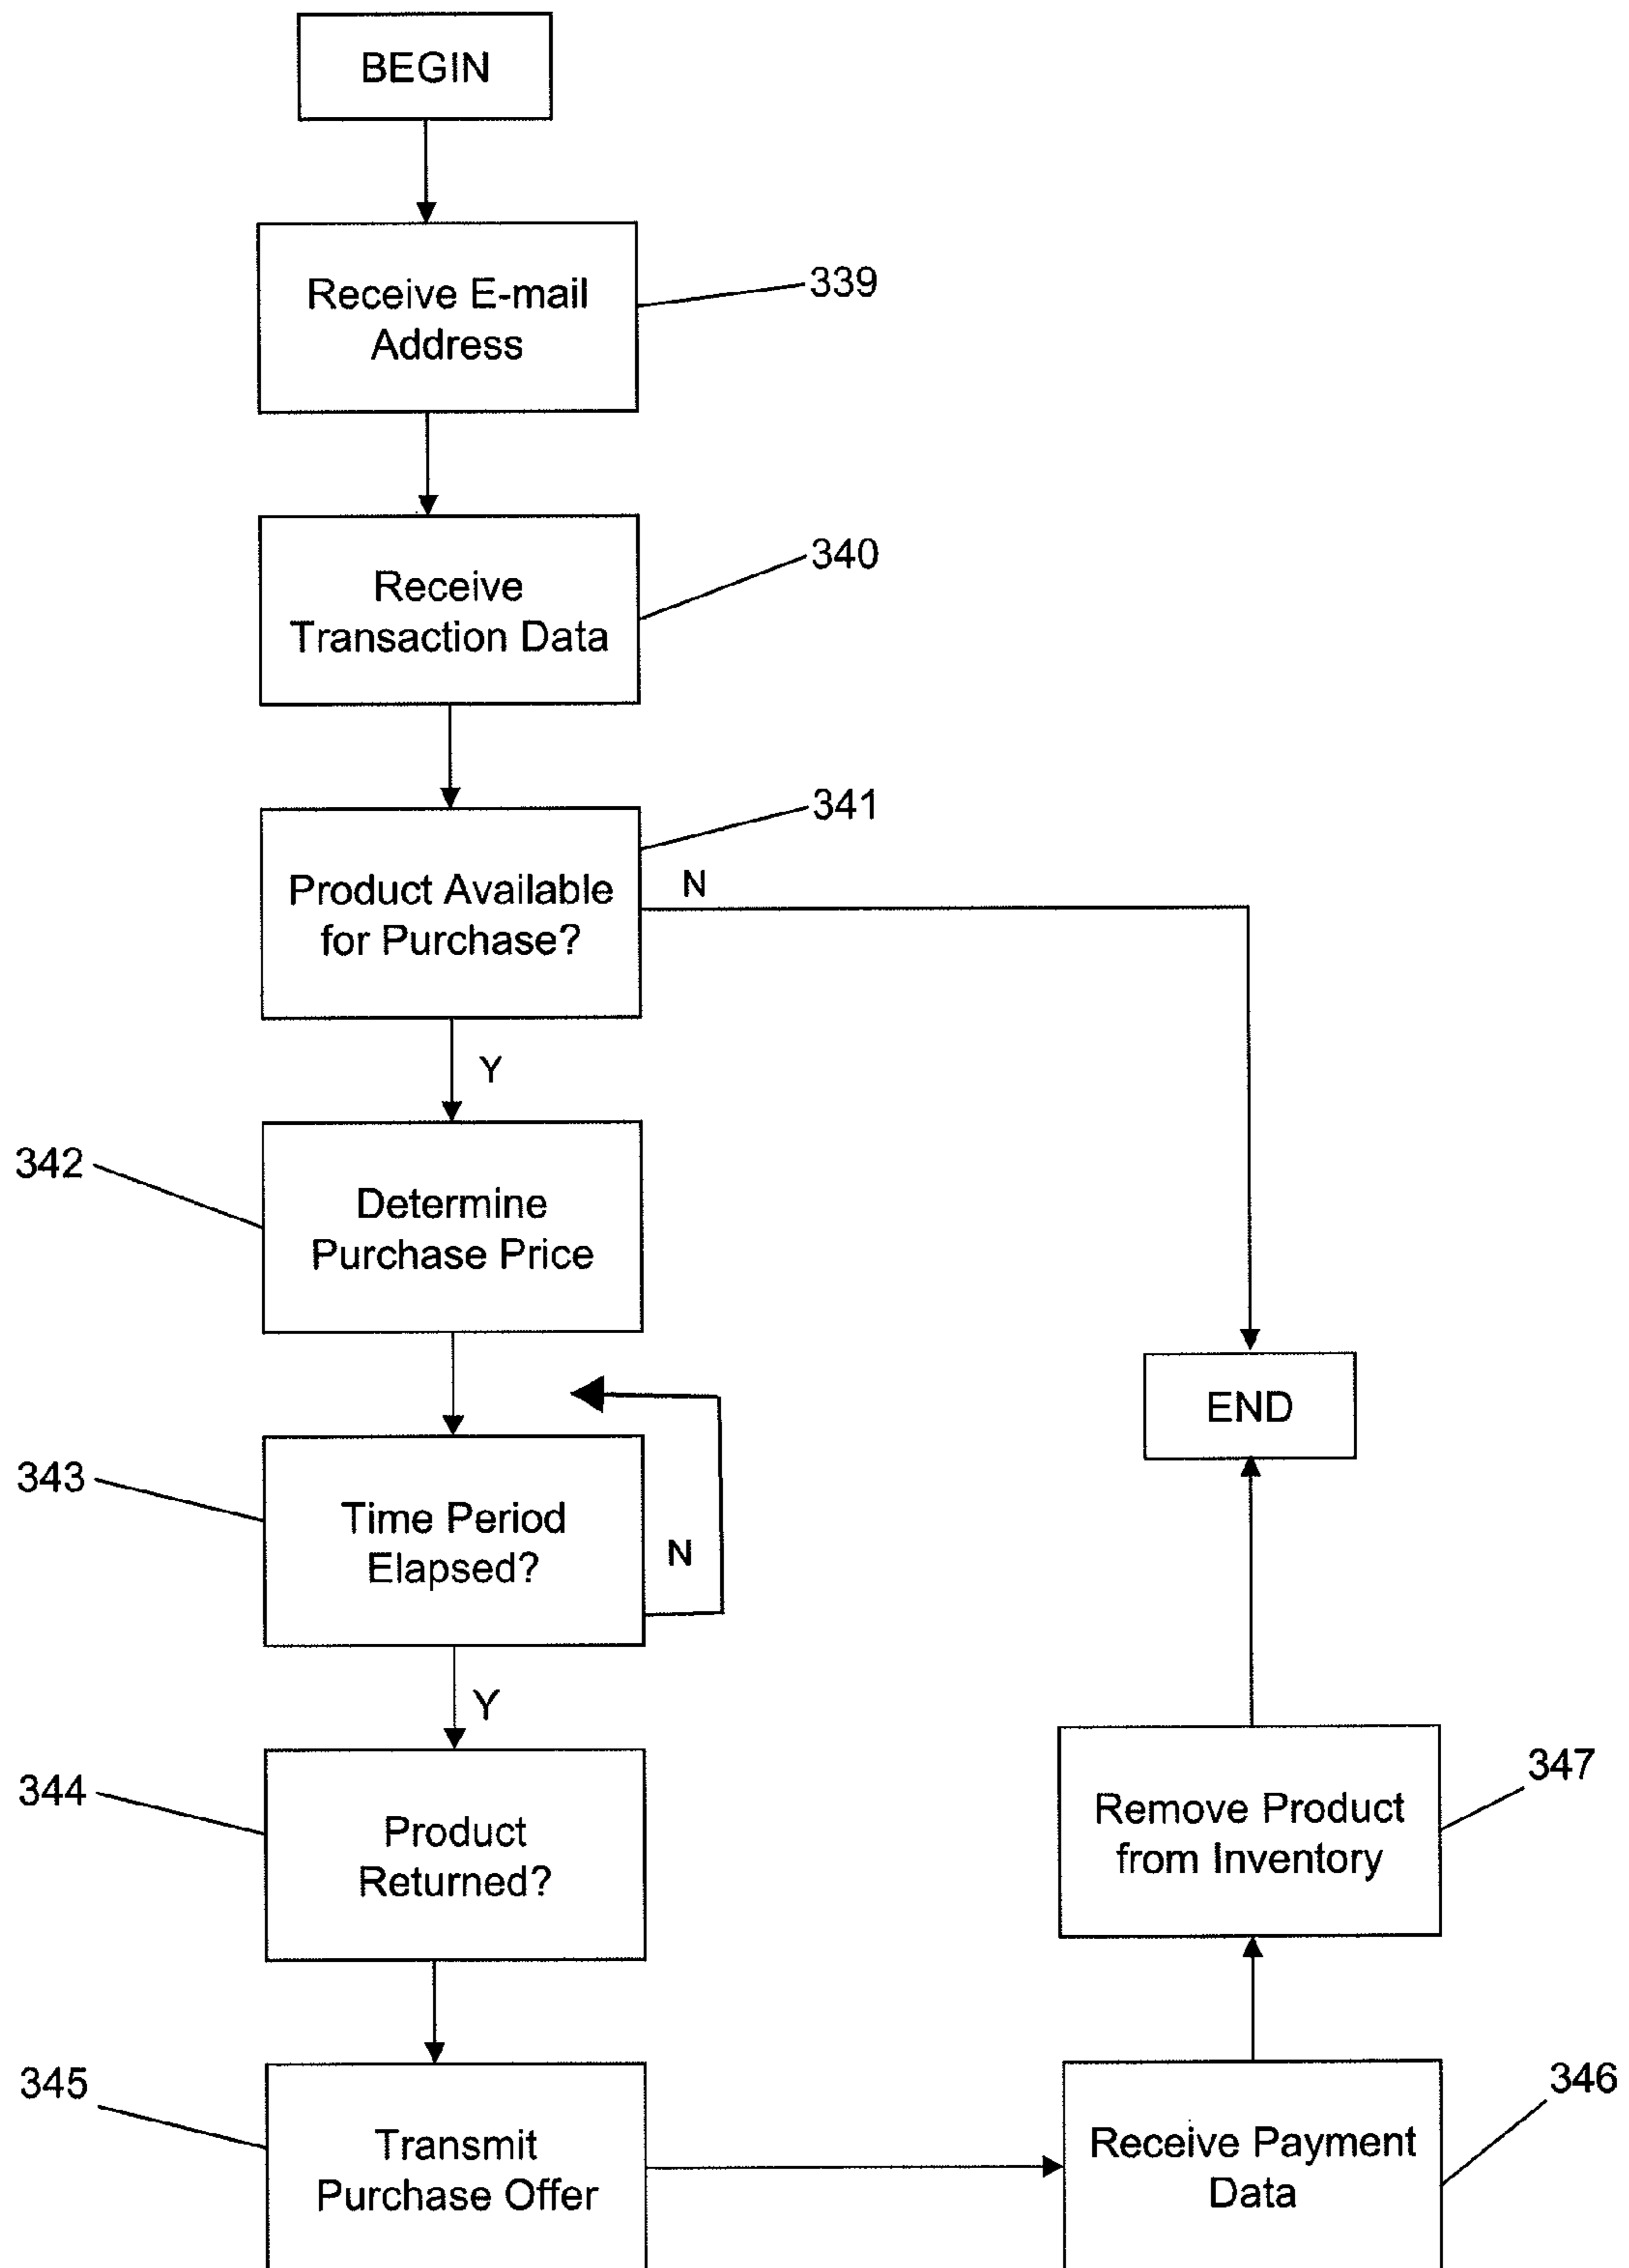 BEGIN
Receive E-mail
Address
339
Receive
Transaction Data
340
341
Product Available
for Purchase?
N
Y
342
Determine
Purchase Price
END
343
Time Period
Elapsed?
N
Y
344
Product
Returned?
347
Remove Product
from Inventory
345
Transmit
Purchase Offer
346
Receive Payment
Data